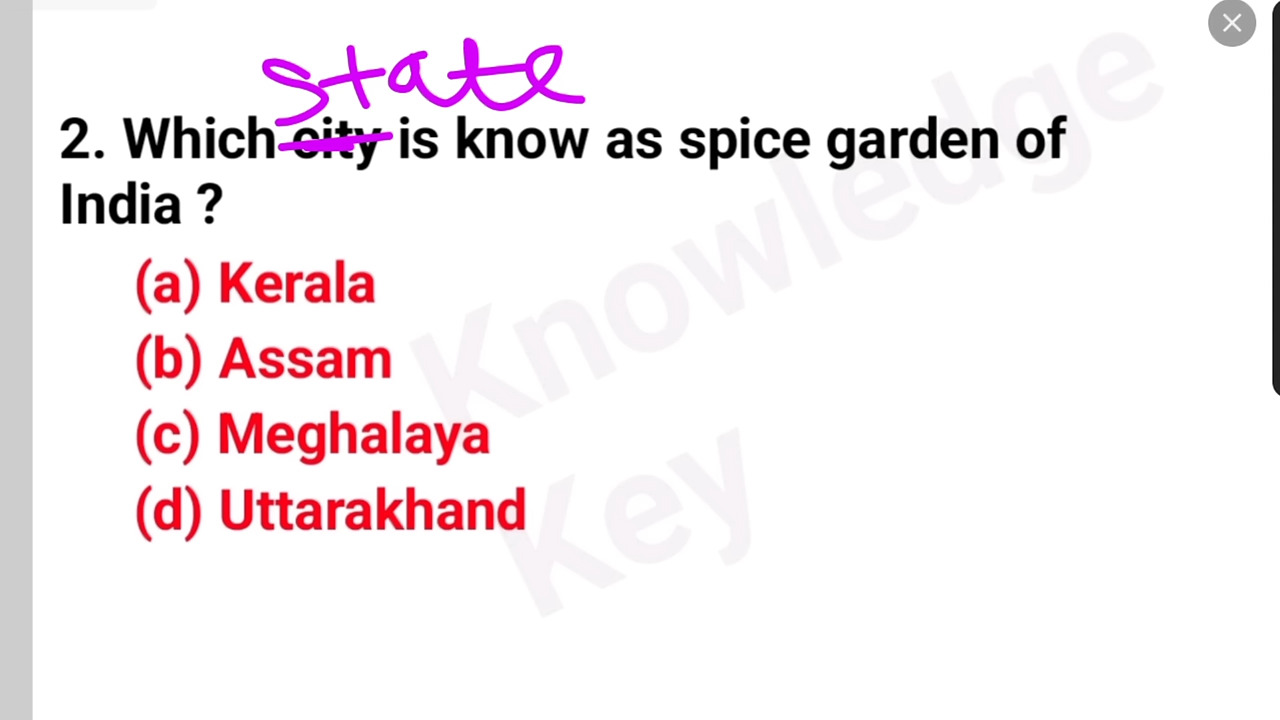 state
2. Which city is know as spice garden of
India ?
(a) Kerala
(b) Assam
(c) Meghalaya
(d) Uttarakhand
Knowledge
Key